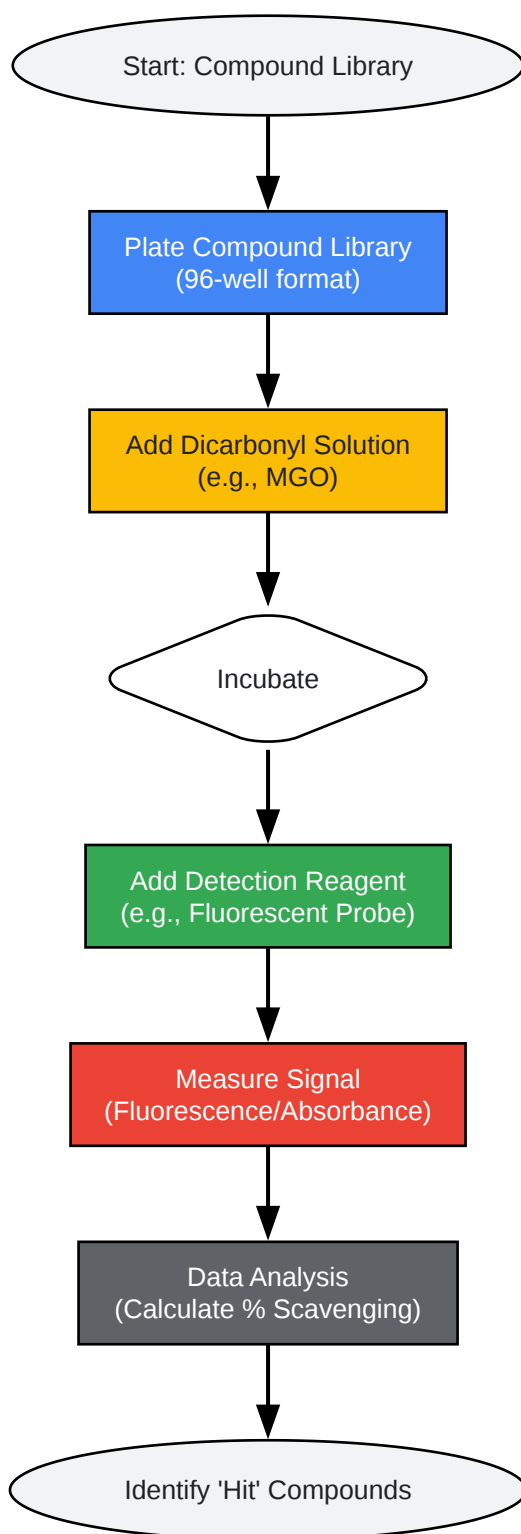 Start: Compound Library
Plate Compound Library
(96-well format)
Add Dicarbonyl Solution
(e.g., MGO)
Incubate
Add Detection Reagent
(e.g., Fluorescent Probe)
Measure Signal
(Fluorescence/Absorbance)
Data Analysis
(Calculate % Scavenging)
Identify 'Hit' Compounds